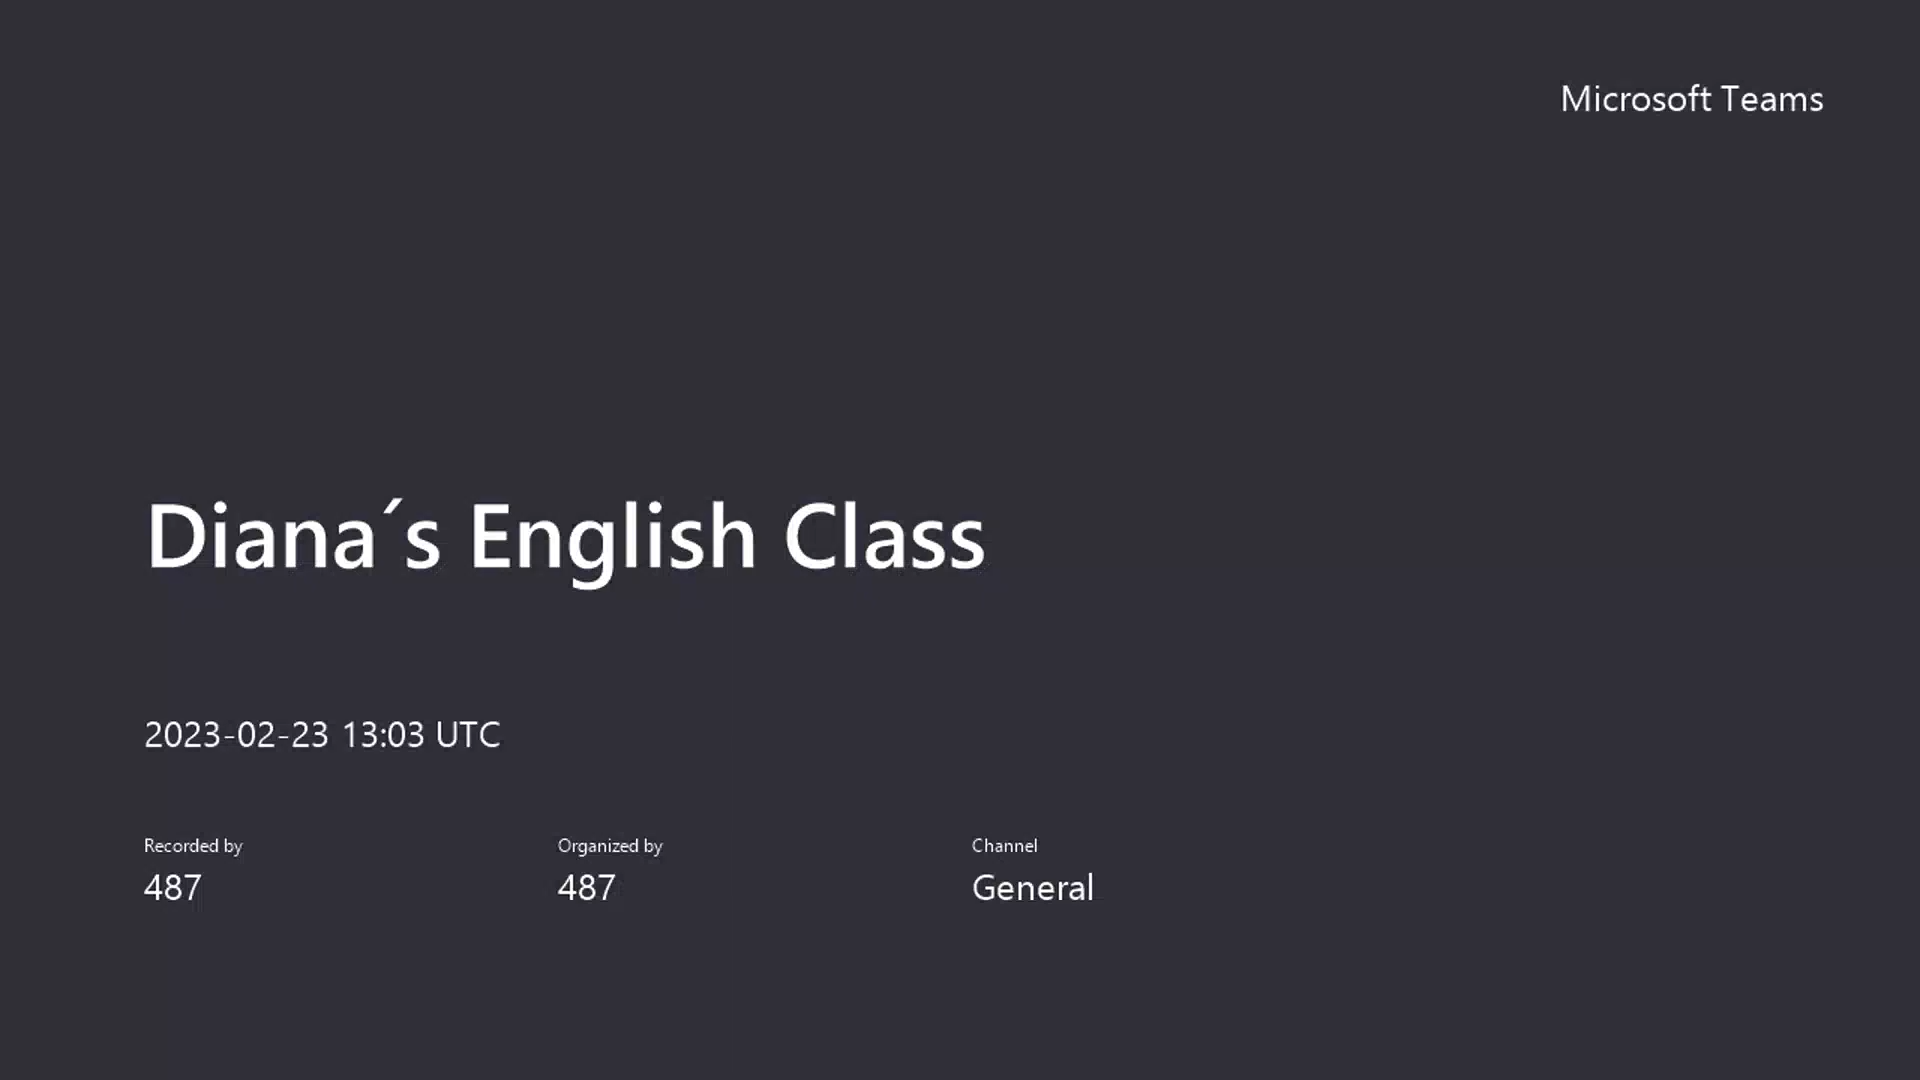 Microsoft Teams
Diana´s English Class
2023-02-23 13:03 UTC
Recorded by
487
Organized by
487
Channel
General